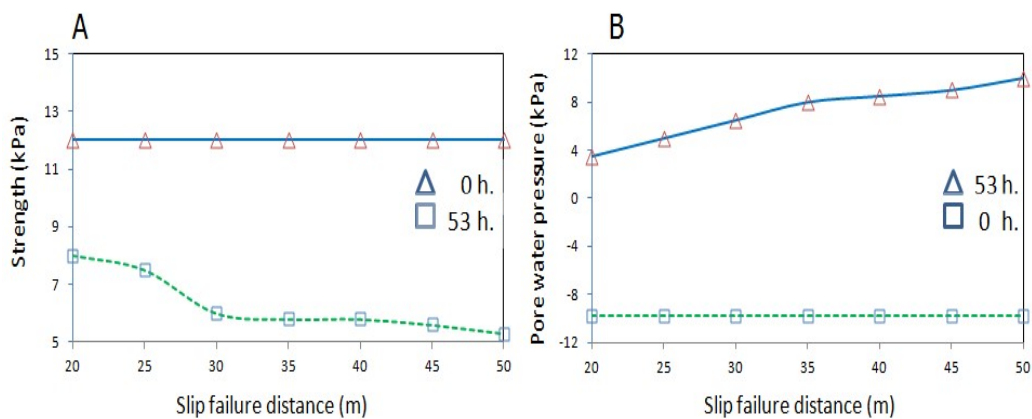 A
Strength (kPa)
15
13
11
9
7
5
0 h.
53 h.
20 25 30 35 40 45 50
Slip failure distance (m)
B
Pore water pressure (kPa)
12
8
4
0
-4
-8
-12
53 h.
0 h.
20 25 30 35 40 45 50
Slip failure distance (m)